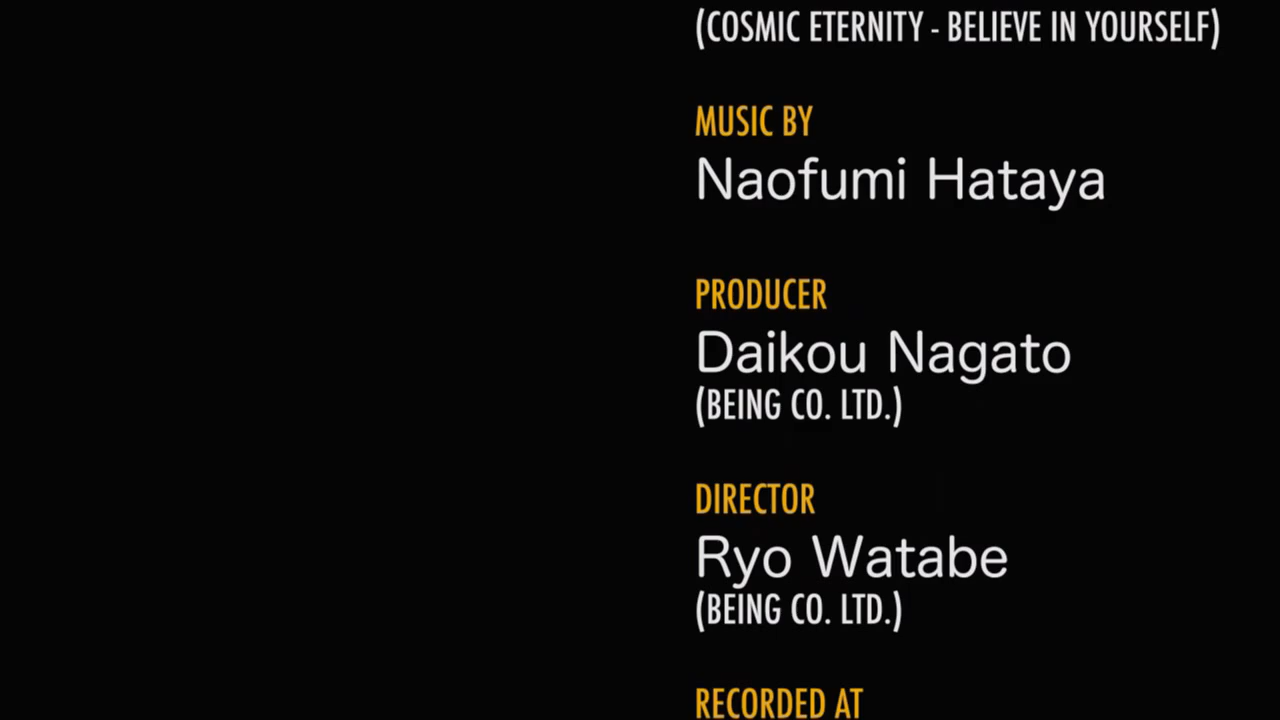 (COSMIC ETERNITY - BELIEVE IN YOURSELF)
MUSIC BY
Naofumi Hataya
PRODUCER
Daikou Nagato
(BEING CO. LTD.)
DIRECTOR
Ryo Watabe
(BEING CO. LTD.)
RECORDED AT